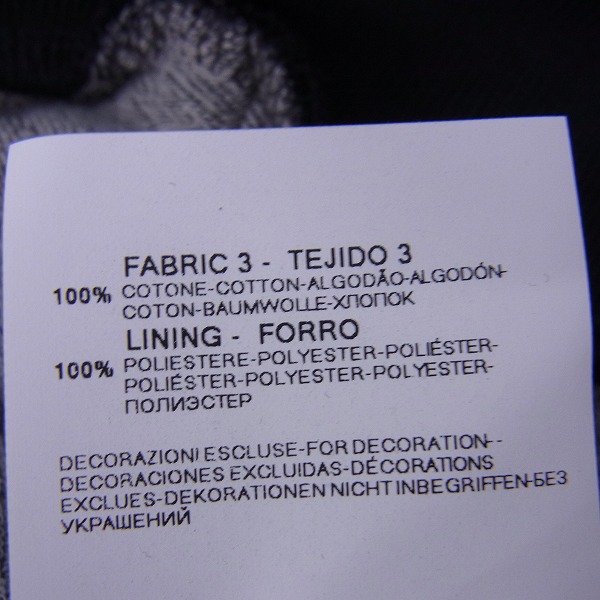 FABRIC 3 - TEJIDO 3
100% COTONE-COTTON-ALGODÃO-ALGODÓN-
COTON-BAUMWOLLE-ХЛОПОК
LINING - FORRO
100% POLIESTERE-POLYESTER-POLIÉSTER-
POLIÉSTER-POLYESTER-POLYESTER-
ПОЛИЭСТЕР
DECORAZIONI ESCLUSE-FOR DECORATION--
DECORACIONES EXCLUIDAS-DÉCORATIONS
EXCLUES-DEKORATIONEN NICHT INBEGRIFFEN-БЕЗ
УКРАШЕНИЙ